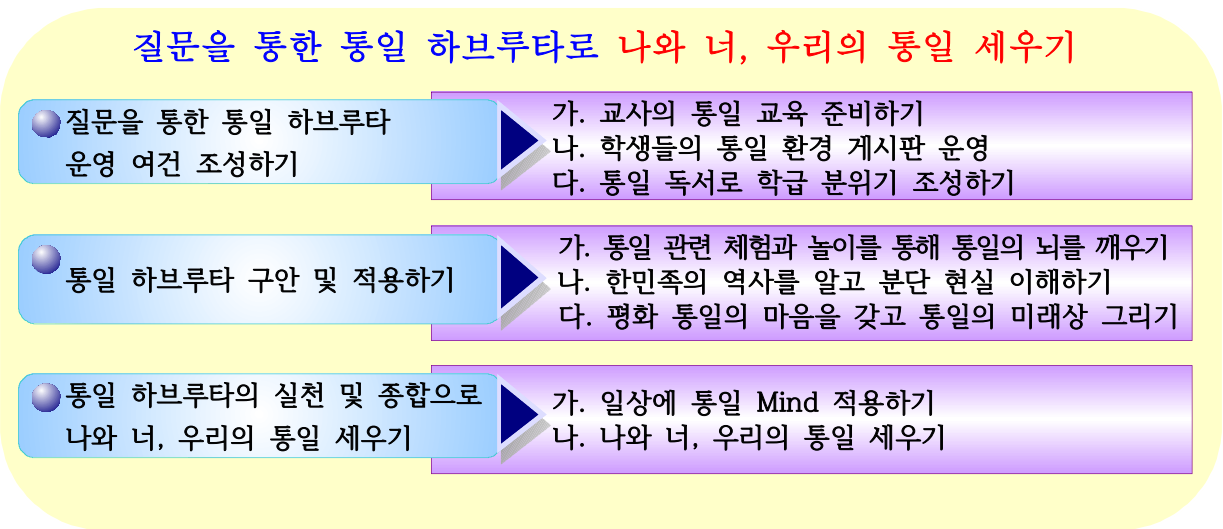 질문을 통한 통일 하브루타로 나와 너, 우리의 통일 세우기
질문을 통한 통일 하브루타
운영 여건 조성하기
가. 교사의 통일 교육 준비하기
나. 학생들의 통일 환경 게시판 운영
다. 통일 독서로 학급 분위기 조성하기
통일 하브루타 구안 및 적용하기
가. 통일 관련 체험과 놀이를 통해 통일의 뇌를 깨우기
나. 한민족의 역사를 알고 분단 현실 이해하기
다. 평화 통일의 마음을 갖고 통일의 미래상 그리기
통일 하브루타의 실천 및 종합으로
나와 너, 우리의 통일 세우기
가. 일상에 통일 Mind 적용하기
나. 나와 너, 우리의 통일 세우기